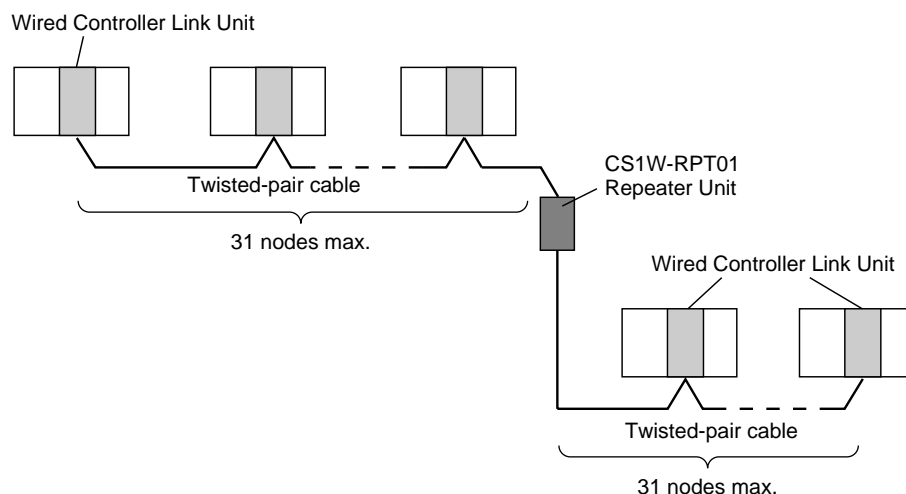 Wired Controller Link Unit
CS1W-RPT01
Repeater Unit
Twisted-pair cable
31 nodes max.
Wired Controller Link Unit
Twisted-pair cable
31 nodes max.